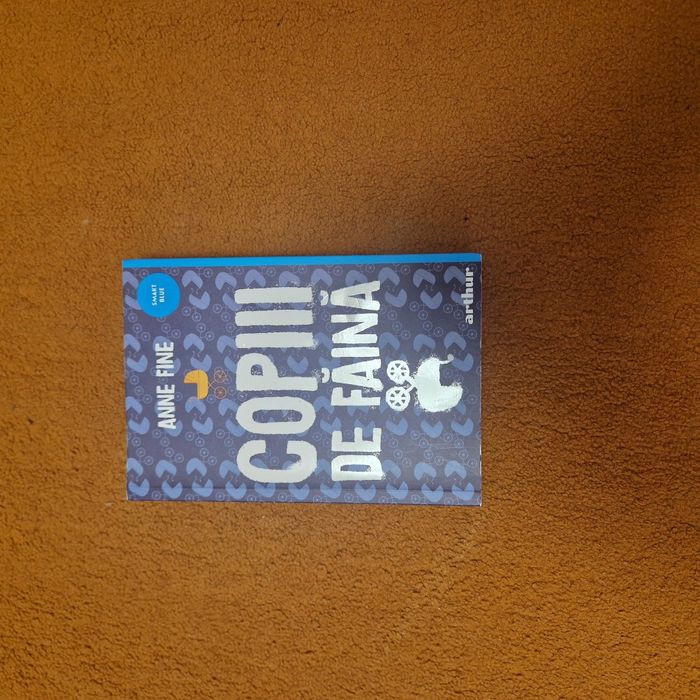 SMART
BLUE
ANNE FINE
COPIII
DE FĂINĂ
arthur